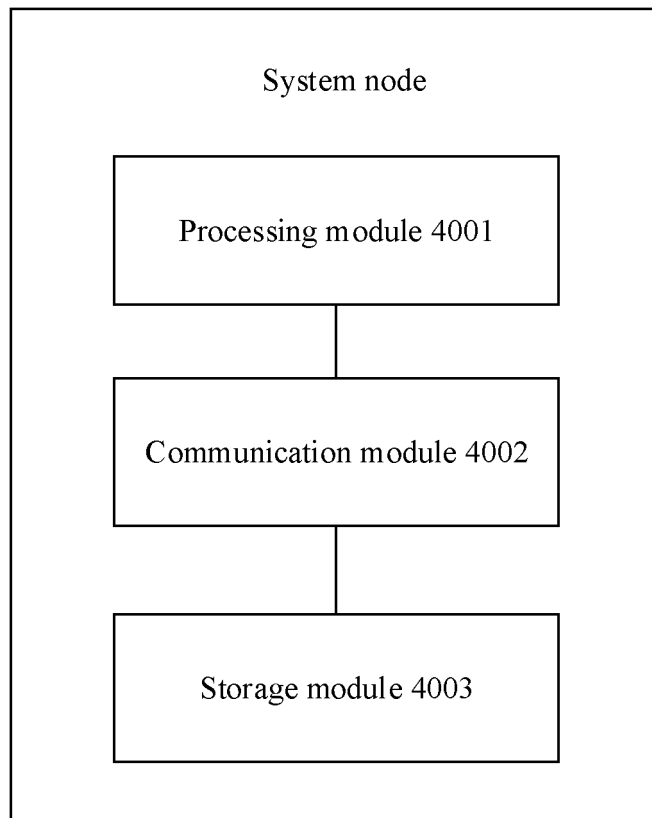 System node
Processing module 4001
Communication module 4002
Storage module 4003